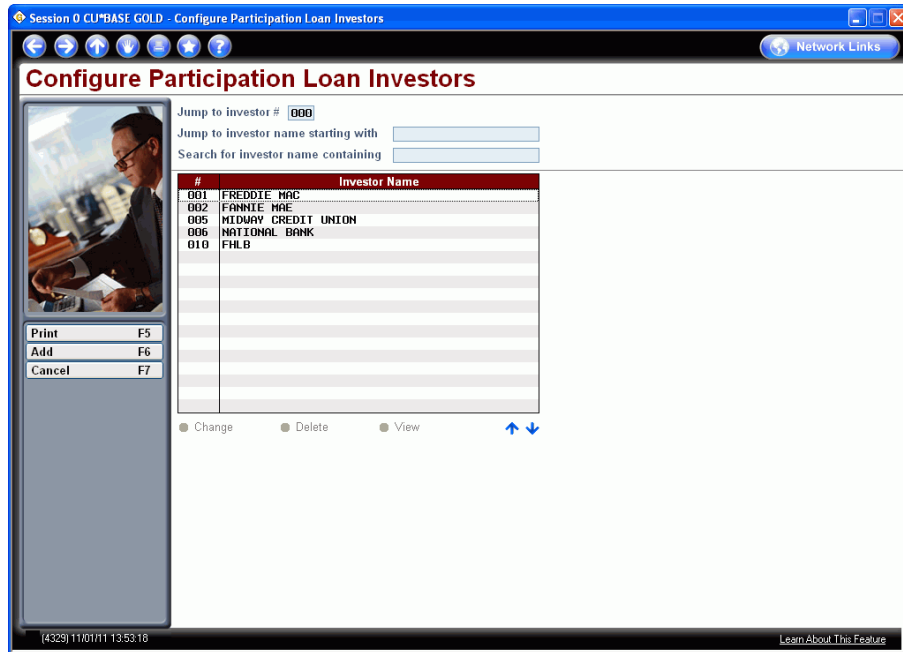 Session 0 CU*BASE GOLD - Configure Participation Loan Investors
Network Links
Configure Participation Loan Investors
Jump to investor # 000
Jump to investor name starting with
Search for investor name containing
# Investor Name
001 FREDDIE MAC
002 FANNIE MAE
005 MIDWAY CREDIT UNION
006 NATIONAL BANK
010 FHLB
Print F5
Add F6
Cancel F7
Change Delete View
(4329) 11/01/11 13:53:18
Learn About This Feature